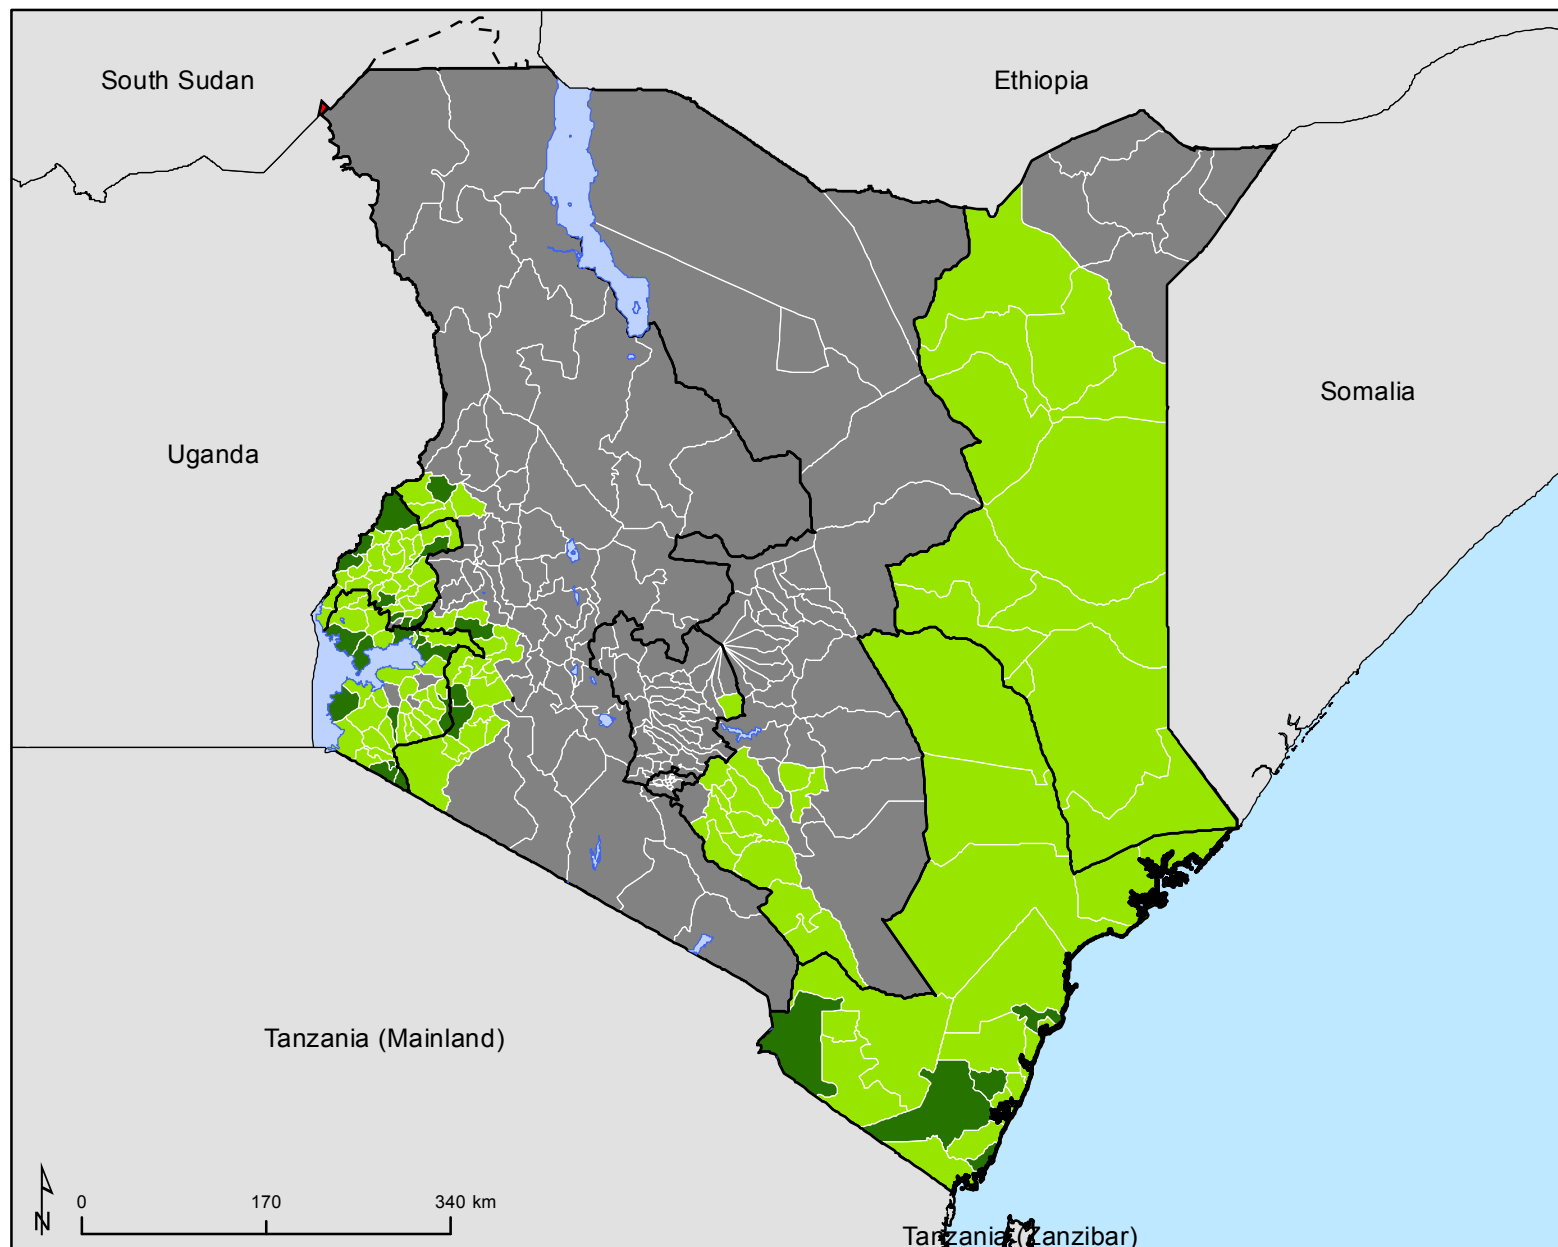 South Sudan
Ethiopia
Somalia
Uganda
Tanzania (Mainland)
N
0 170 340 km
Tanzania (Zanzibar)